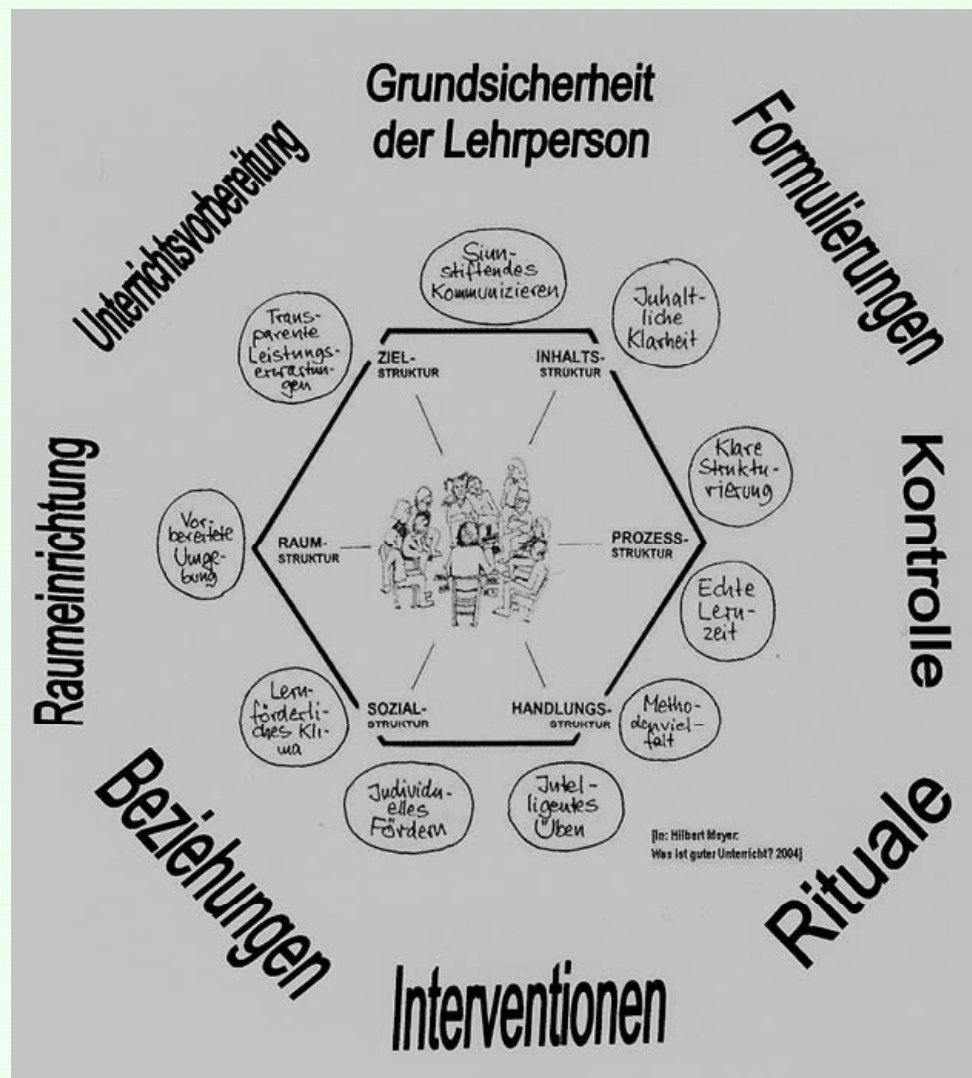 Grundsicherheit
der Lehrperson
Formulierungen
Kontrolle
Rituale
Interventionen
Beziehungen
Raumeinrichtung
Unterrichtsvorbereitung
Sinn-
stiftendes
Kommunizieren
Inhalt-
liche
Klarheit
Klare
Struktu-
rierung
Echte
Lern-
zeit
Metho-
denviel-
falt
Intel-
ligentes
Üben
Individu-
elles
Fördern
Lern-
förderli-
ches Kli-
ma
Vor-
bereitete
Umge-
bung
Trans-
parente
Leistungs-
erwartun-
gen
ZIEL-
STRUKTUR
INHALTS-
STRUKTUR
PROZESS-
STRUKTUR
HANDLUNGS-
STRUKTUR
SOZIAL-
STRUKTUR
RAUM-
STRUKTUR
[In: Hilbert Meyer:
Was ist guter Unterricht? 2004]